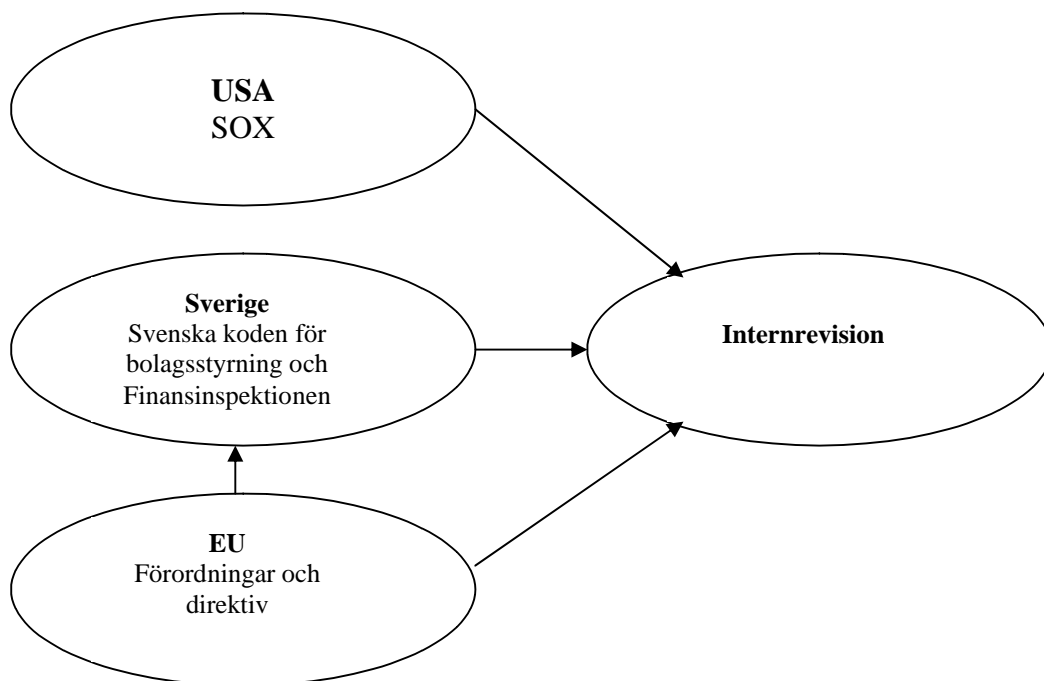 USA
SOX
Sverige
Svenska koden för
bolagsstyrning och
Finansinspektionen
Internrevision
EU
Förordningar och
direktiv